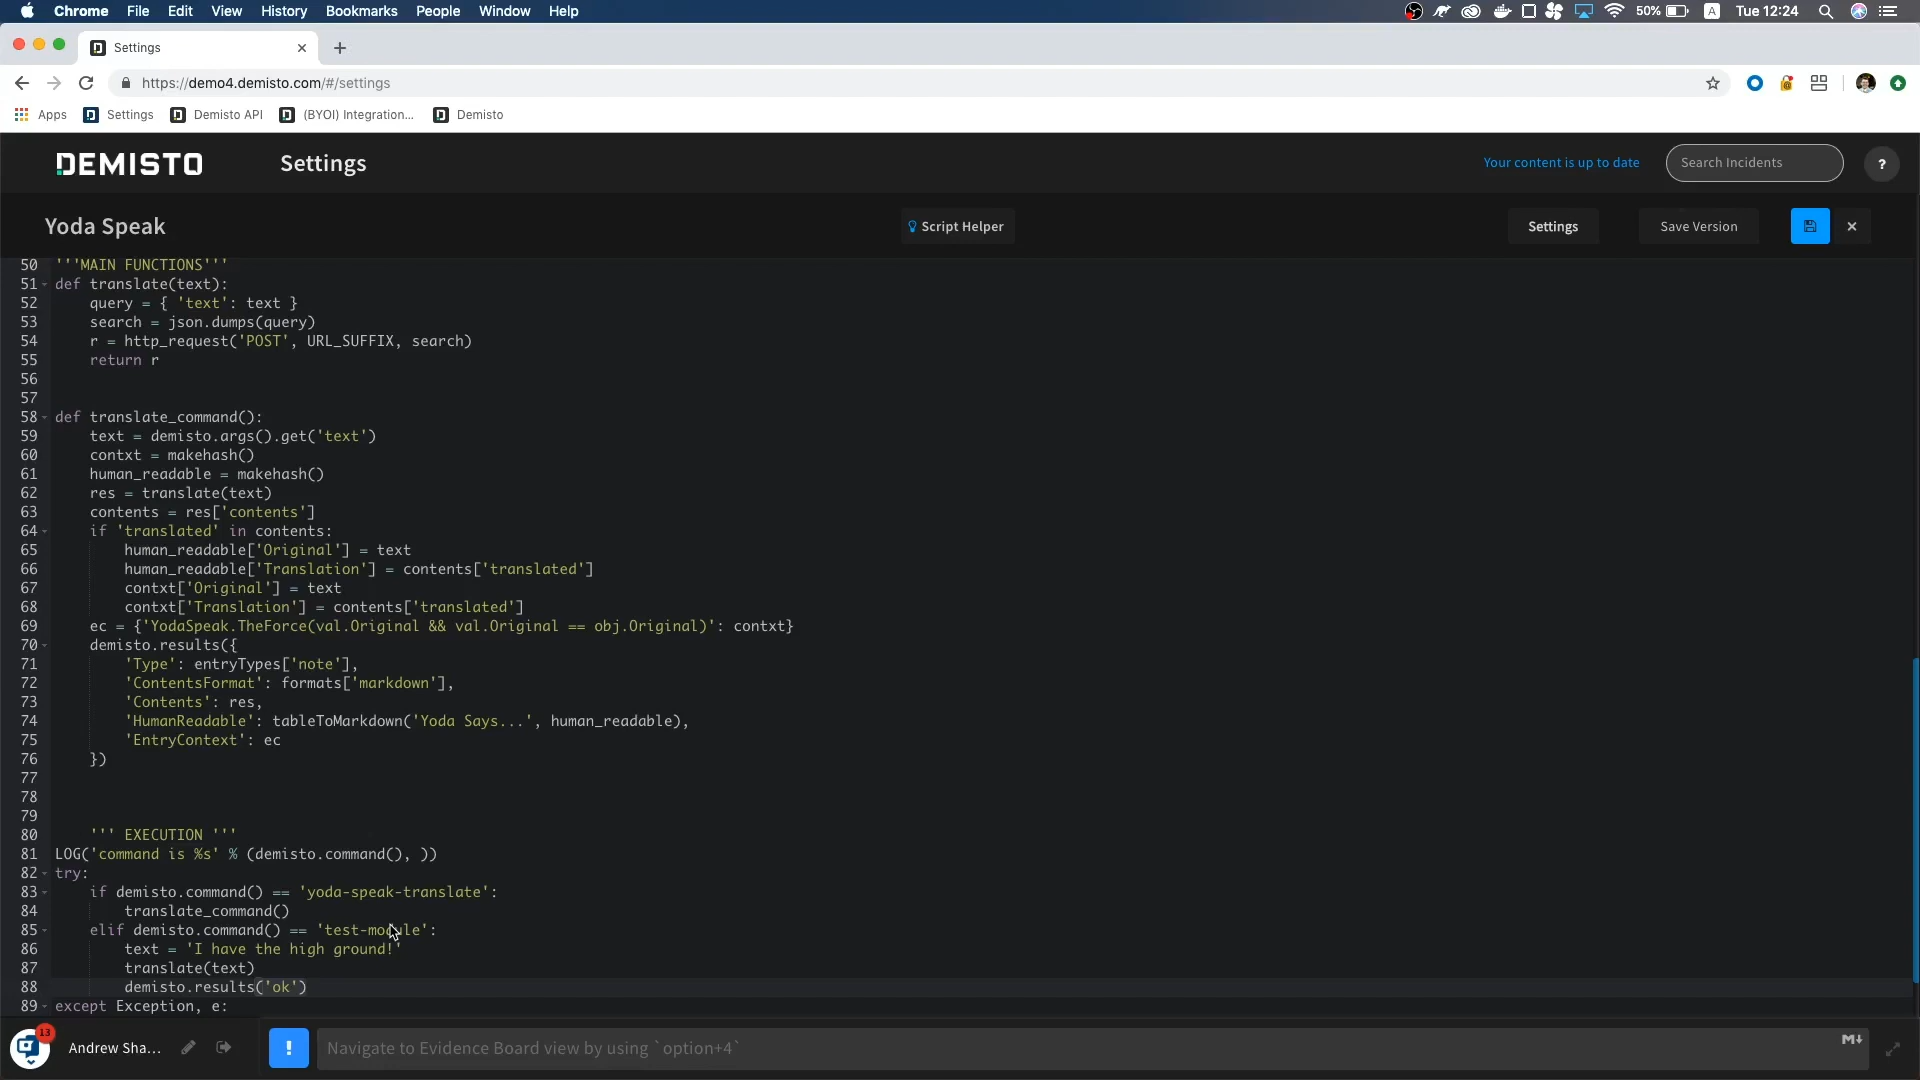 Chrome File Edit View History Bookmarks People Window Help 50% A Tue 12:24
Settings
https://demo4.demisto.com/#/settings
Apps Settings Demisto API (BYOI) Integration... Demisto
DEMISTO Settings Your content is up to date Search Incidents ?
Yoda Speak Script Helper Settings Save Version
50 '''MAIN FUNCTIONS'''
51 def translate(text):
52 query = { 'text': text }
53 search = json.dumps(query)
54 r = http_request('POST', URL_SUFFIX, search)
55 return r
56
57
58 def translate_command():
59 text = demisto.args().get('text')
60 contxt = makehash()
61 human_readable = makehash()
62 res = translate(text)
63 contents = res['contents']
64 if 'translated' in contents:
65 human_readable['Original'] = text
66 human_readable['Translation'] = contents['translated']
67 contxt['Original'] = text
68 contxt['Translation'] = contents['translated']
69 ec = {'YodaSpeak.TheForce(val.Original && val.Original == obj.Original)': contxt}
70 demisto.results({
71 'Type': entryTypes['note'],
72 'ContentsFormat': formats['markdown'],
73 'Contents': res,
74 'HumanReadable': tableToMarkdown('Yoda Says...', human_readable),
75 'EntryContext': ec
76 })
77
78
79
80 ''' EXECUTION '''
81 LOG('command is %s' % (demisto.command(), ))
82 try:
83 if demisto.command() == 'yoda-speak-translate':
84 translate_command()
85 elif demisto.command() == 'test-module':
86 text = 'I have the high ground!'
87 translate(text)
88 demisto.results('ok')
89 except Exception, e:
13 Andrew Sha... ! Navigate to Evidence Board view by using `option+4` M